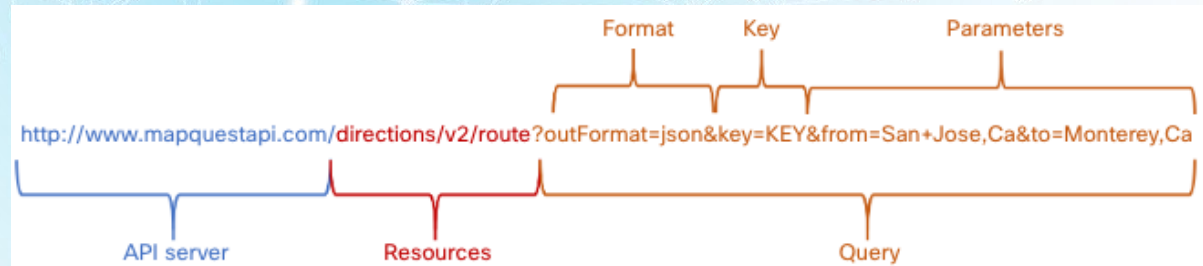 Format Key Parameters
http://www.mapquestapi.com/directions/v2/route?outFormat=json&key=KEY&from=San+Jose,Ca&to=Monterey,Ca
API server Resources Query